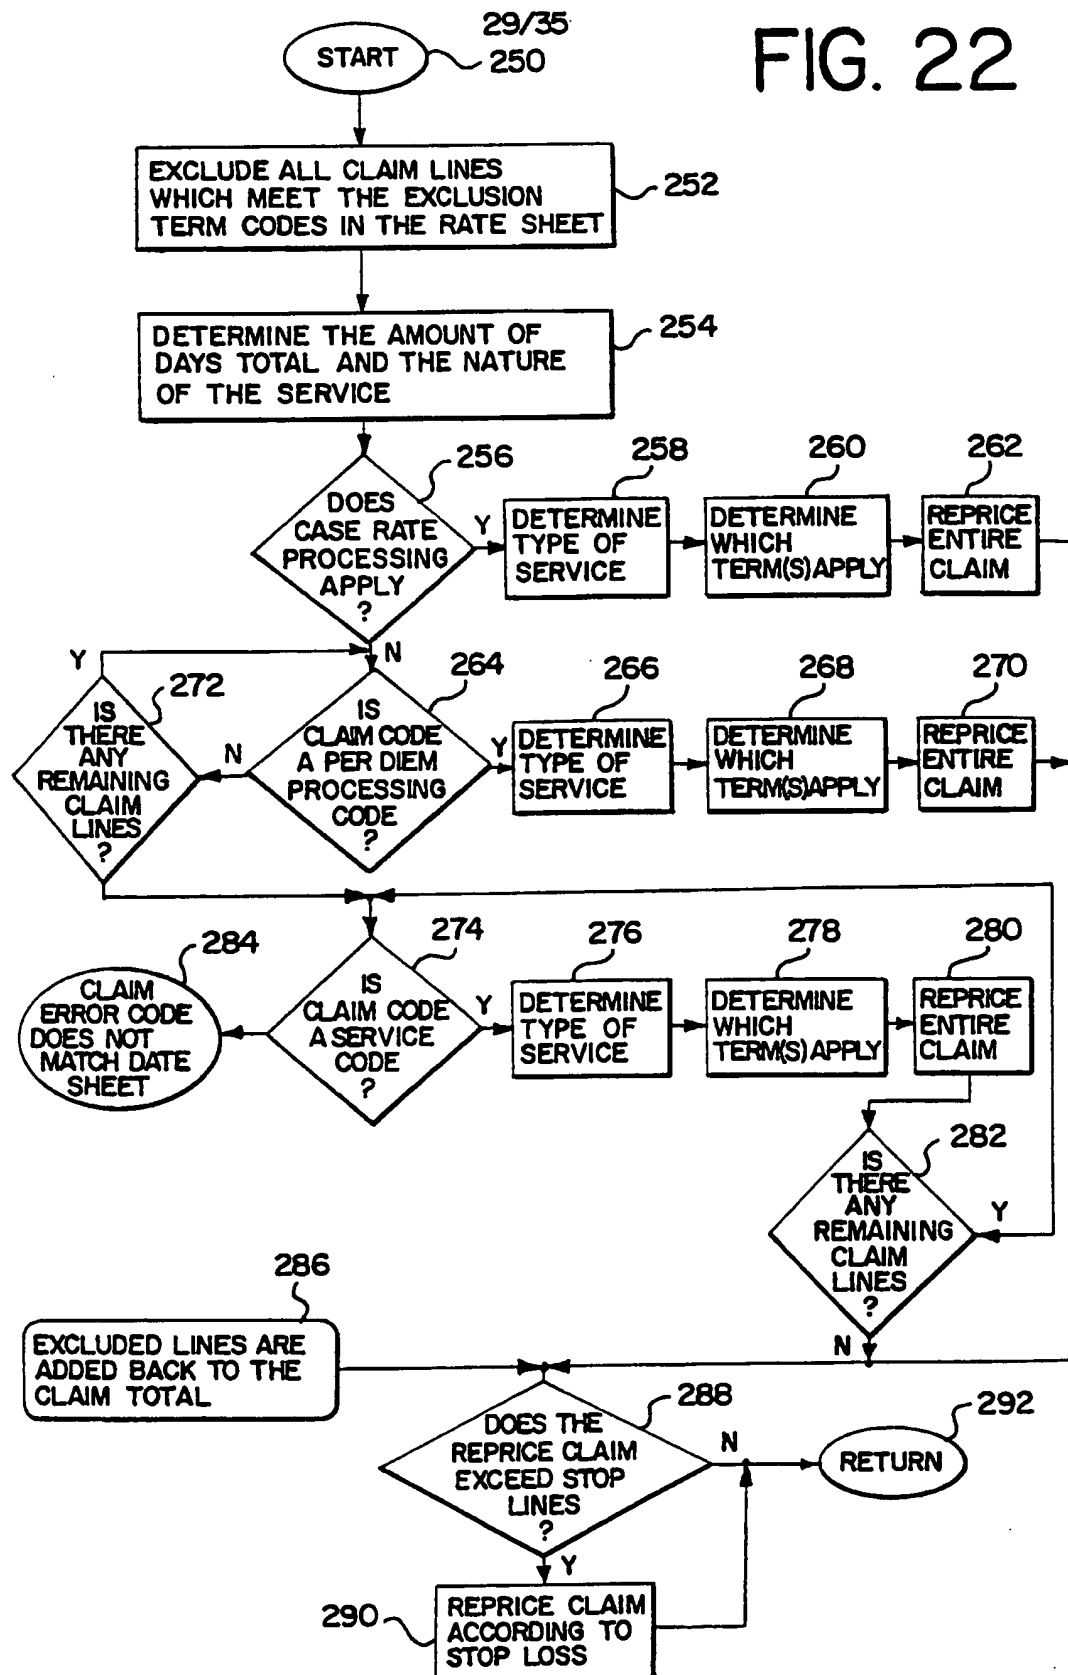 29/35
FIG. 22
START
250
EXCLUDE ALL CLAIM LINES
WHICH MEET THE EXCLUSION
TERM CODES IN THE RATE SHEET
252
DETERMINE THE AMOUNT OF
DAYS TOTAL AND THE NATURE
OF THE SERVICE
254
DOES
CASE RATE
PROCESSING
APPLY
?
256
Y
N
DETERMINE
TYPE OF
SERVICE
258
DETERMINE
WHICH
TERM(S) APPLY
260
REPRICE
ENTIRE
CLAIM
262
IS
CLAIM CODE
A PER DIEM
PROCESSING
CODE
?
264
Y
N
DETERMINE
TYPE OF
SERVICE
266
DETERMINE
WHICH
TERM(S) APPLY
268
REPRICE
ENTIRE
CLAIM
270
IS
THERE
ANY
REMAINING
CLAIM
LINES
?
272
Y
IS
CLAIM CODE
A SERVICE
CODE
?
274
Y
DETERMINE
TYPE OF
SERVICE
276
DETERMINE
WHICH
TERM(S) APPLY
278
REPRICE
ENTIRE
CLAIM
280
CLAIM
ERROR CODE
DOES NOT
MATCH DATE
SHEET
284
IS
THERE
ANY
REMAINING
CLAIM
LINES
?
282
Y
N
EXCLUDED LINES ARE
ADDED BACK TO THE
CLAIM TOTAL
286
DOES THE
REPRICE CLAIM
EXCEED STOP
LINES
?
288
N
Y
RETURN
292
REPRICE CLAIM
ACCORDING TO
STOP LOSS
290